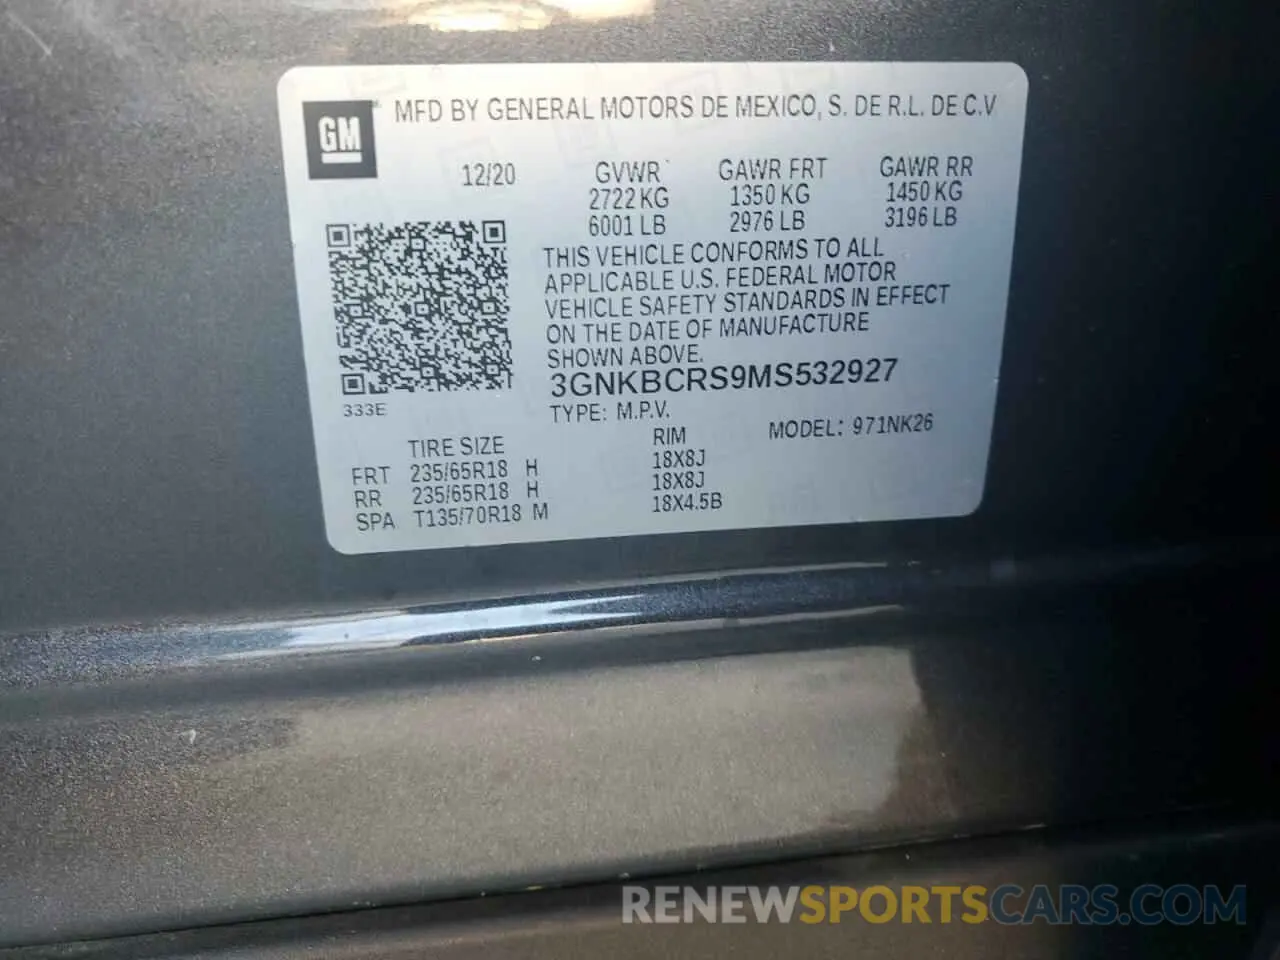 GM
MFD BY GENERAL MOTORS DE MEXICO, S. DE R.L. DE C.V
12/20 GVWR GAWR FRT GAWR RR
2722 KG 1350 KG 1450 KG
6001 LB 2976 LB 3196 LB
THIS VEHICLE CONFORMS TO ALL
APPLICABLE U.S. FEDERAL MOTOR
VEHICLE SAFETY STANDARDS IN EFFECT
ON THE DATE OF MANUFACTURE
SHOWN ABOVE.
3GNKBCRS9MS532927
333E
TYPE: M.P.V. MODEL: 971NK26
TIRE SIZE RIM
FRT 235/65R18 H 18X8J
RR 235/65R18 H 18X8J
SPA T135/70R18 M 18X4.5B
RENEWSPORTSCARS.COM